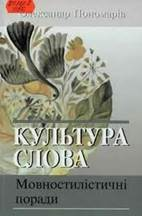 Олександр Пономарів
КУЛЬТУРА
СЛОВА
Мовностилістичні
поради